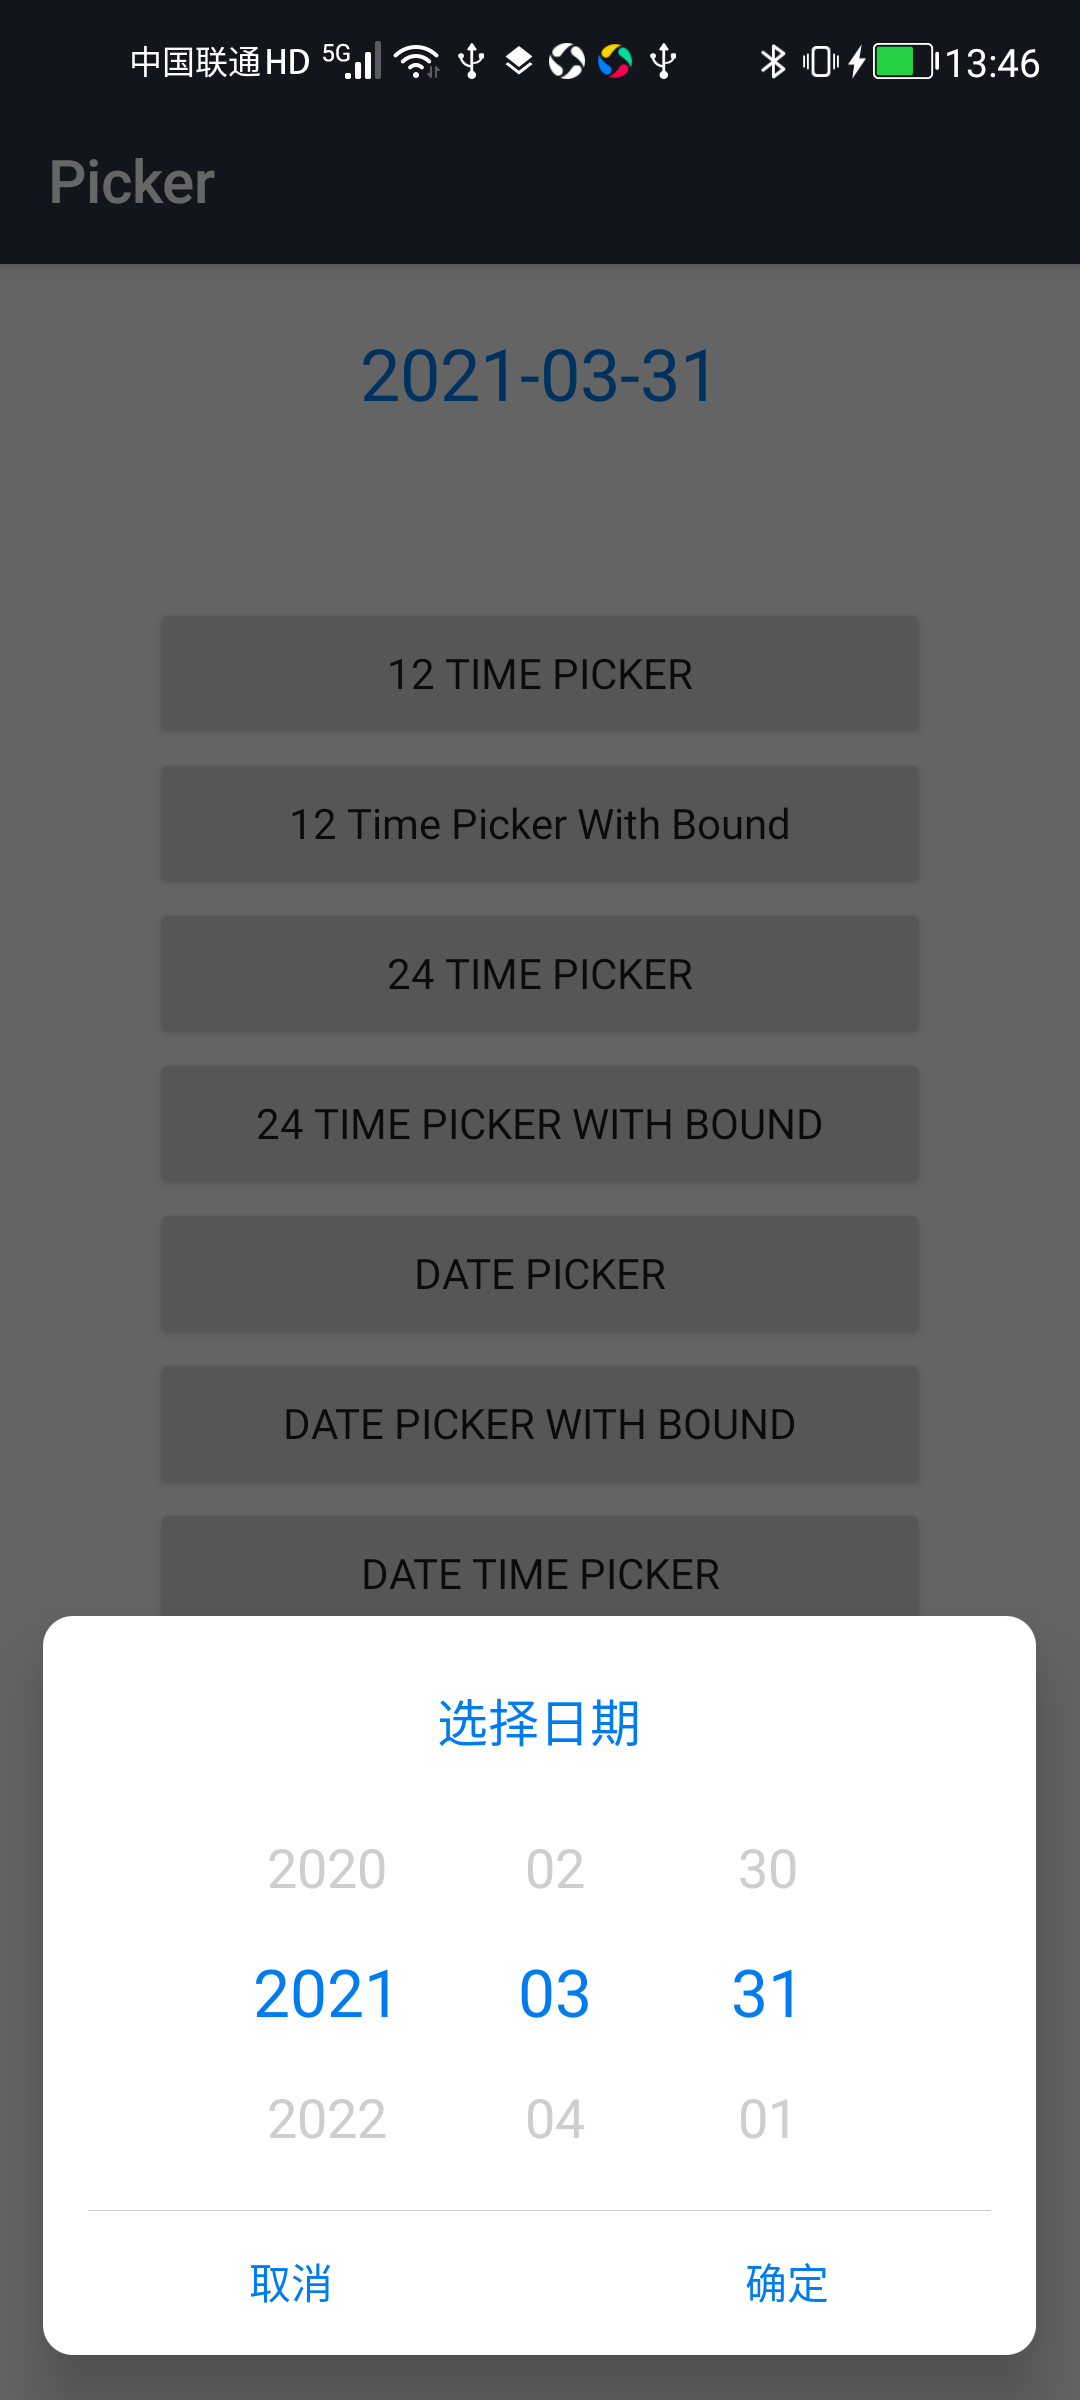 中国联通HD 5G 13:46
Picker
2021-03-31
12 TIME PICKER
12 Time Picker With Bound
24 TIME PICKER
24 TIME PICKER WITH BOUND
DATE PICKER
DATE PICKER WITH BOUND
DATE TIME PICKER
选择日期
2020 02 30
2021 03 31
2022 04 01
取消 确定